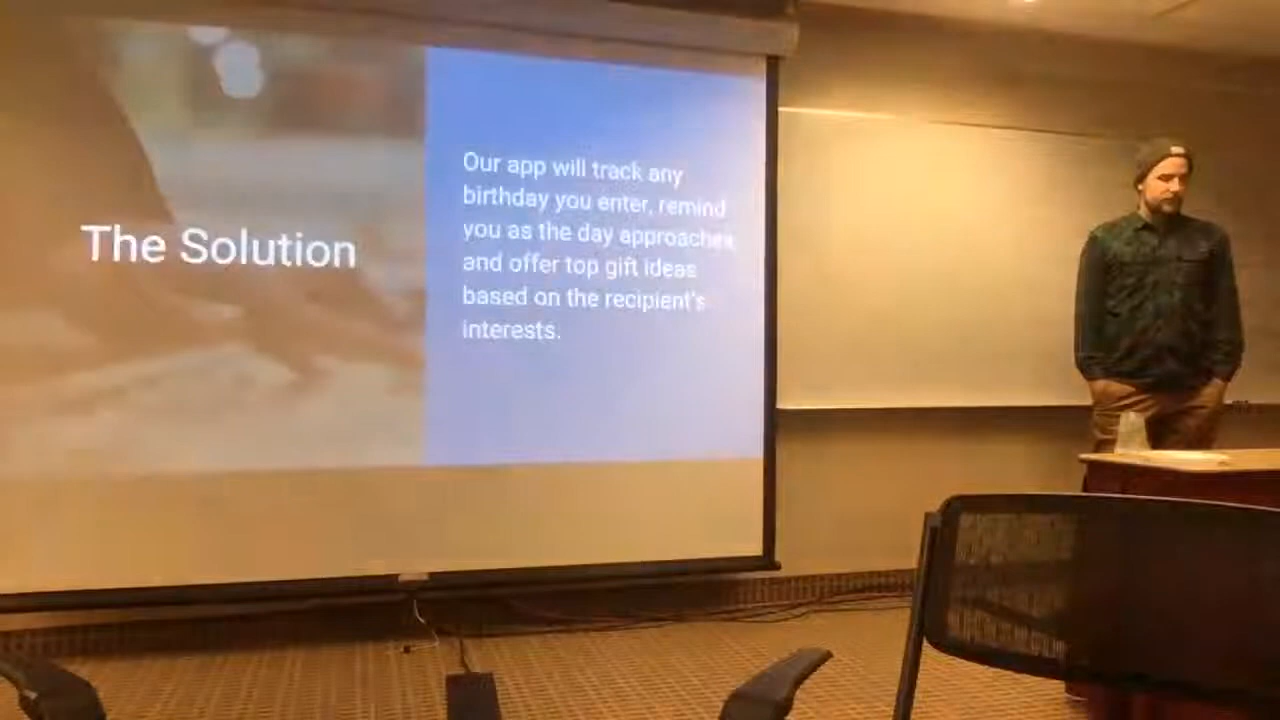 The Solution
Our app will track any
birthday you enter, remind
you as the day approaches
and offer top gift ideas
based on the recipient's
interests.